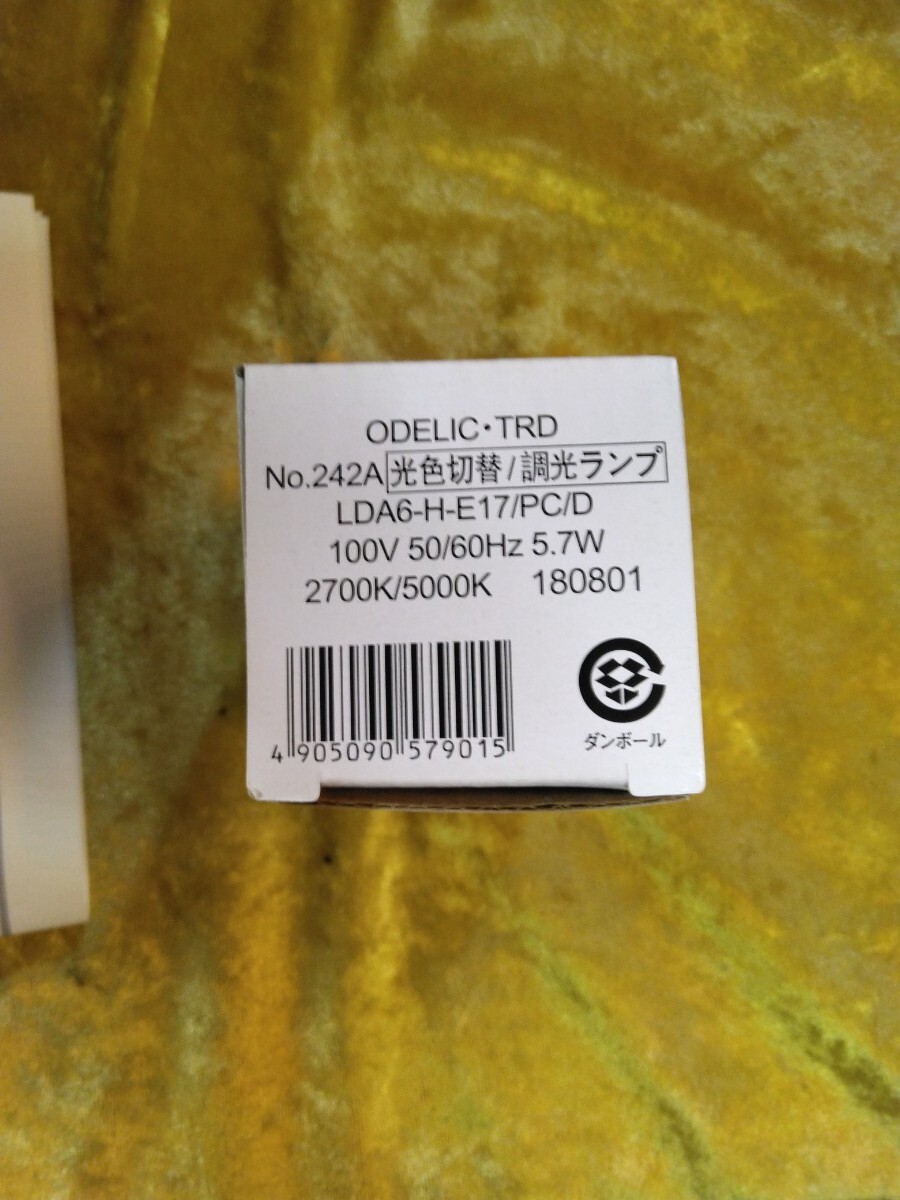 ODELIC・TRD
No.242A 光色切替/調光ランプ
LDA6-H-E17/PC/D
100V 50/60Hz 5.7W
2700K/5000K 180801
4 905090 579015
ダンボール